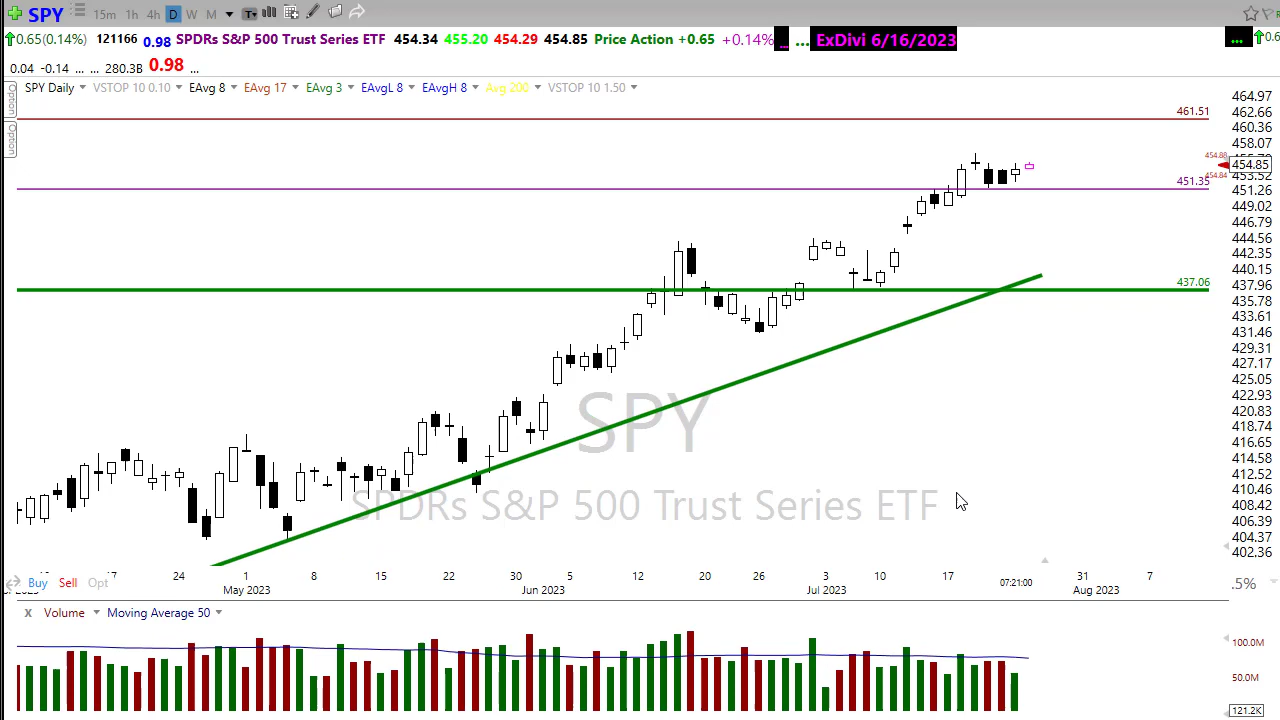 SPY 15m 1h 4h D W M T
0.65(0.14%) 121166 0.98 SPDRs S&P 500 Trust Series ETF 454.34 455.20 454.29 454.85 Price Action +0.65 +0.14% ... ... ExDivi 6/16/2023 ...
0.04 -0.14 ... ... 280.3B 0.98 ...
SPY Daily VSTOP 10 0.10 EAvg 8 EAvg 17 EAvg 3 EAvgL 8 EAvgH 8 Avg 200 VSTOP 10 1.50
Option
Option
464.97
461.51
462.66
460.36
458.07
454.88
454.85
454.84
453.52
451.35
451.26
449.02
446.79
444.56
442.35
440.15
437.06
437.96
435.78
433.61
431.46
429.31
427.17
425.05
422.93
420.83
418.74
416.65
414.58
412.52
410.46
408.42
406.39
404.37
402.36
SPY
SPDRs S&P 500 Trust Series ETF
24 1 8 15 22 30 5 12 20 26 3 10 17 07:21:00 31 7
Buy Sell Opt
May 2023 Jun 2023 Jul 2023 Aug 2023
.5%
X Volume Moving Average 50
100.0M
50.0M
121.2K